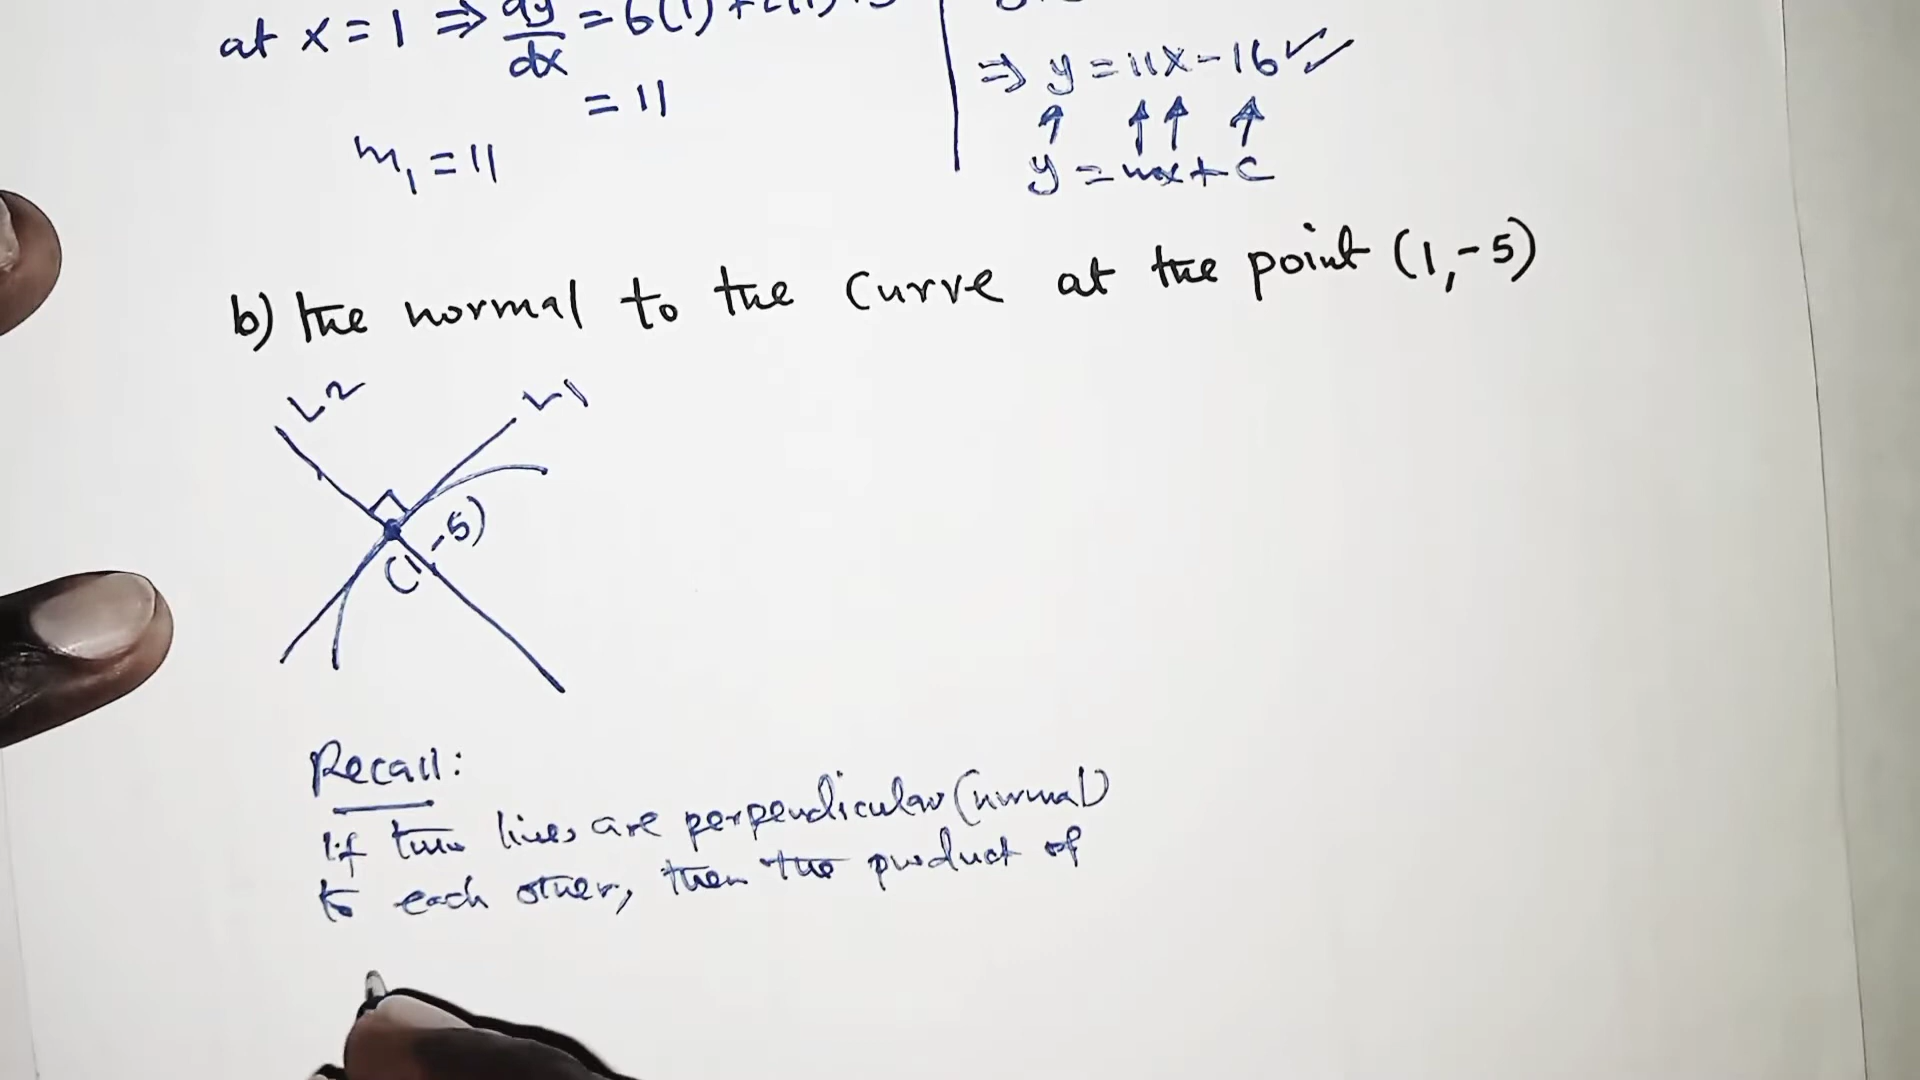 at x = 1 ⇒ dy/dx = 6(1)
= 11
m₁ = 11
⇒ y = 11x - 16
y = mx + c
b) the normal to the curve at the point (1, -5)
L2
L1
(1, -5)
Recall:
If two lines are perpendicular (normal)
to each other, then the product of